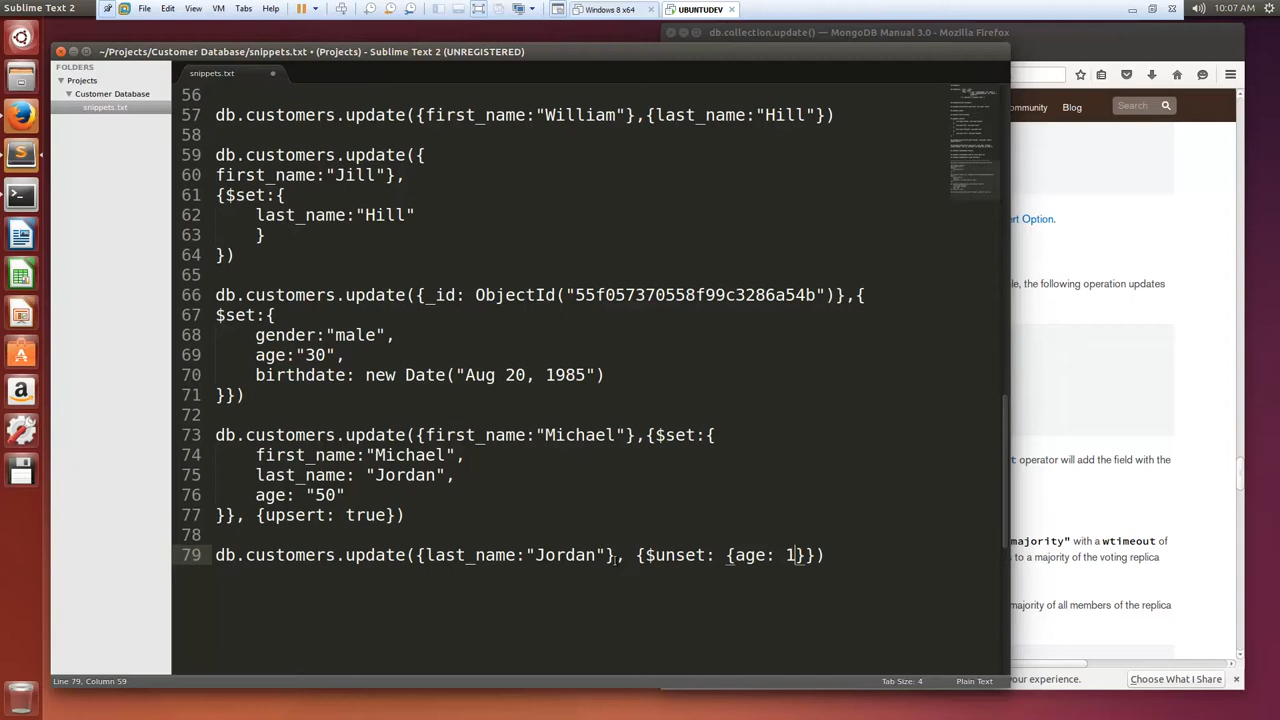 Sublime Text 2
File Edit View VM Tabs Help
Windows 8 x64
UBUNTUDEV
10:07 AM
db.collection.update() — MongoDB Manual 3.0 - Mozilla Firefox
~/Projects/Customer Database/snippets.txt • (Projects) - Sublime Text 2 (UNREGISTERED)
FOLDERS
Projects
Customer Database
snippets.txt
snippets.txt
56
57 db.customers.update({first_name:"William"},{last_name:"Hill"})
58
59 db.customers.update({
60 first_name:"Jill"},
61 {$set:{
62 last_name:"Hill"
63 }
64 })
65
66 db.customers.update({_id: ObjectId("55f057370558f99c3286a54b")},{
67 $set:{
68 gender:"male",
69 age:"30",
70 birthdate: new Date("Aug 20, 1985")
71 }})
72
73 db.customers.update({first_name:"Michael"},{$set:{
74 first_name:"Michael",
75 last_name: "Jordan",
76 age: "50"
77 }}, {upsert: true})
78
79 db.customers.update({last_name:"Jordan"}, {$unset: {age: 1}})
Line 79, Column 59
Tab Size: 4
Plain Text
ommunity Blog
Search
ert Option.
le, the following operation updates
t operator will add the field with the
majority" with a wtimeout of
s to a majority of the voting replica
majority of all members of the replica
your experience.
Choose What I Share